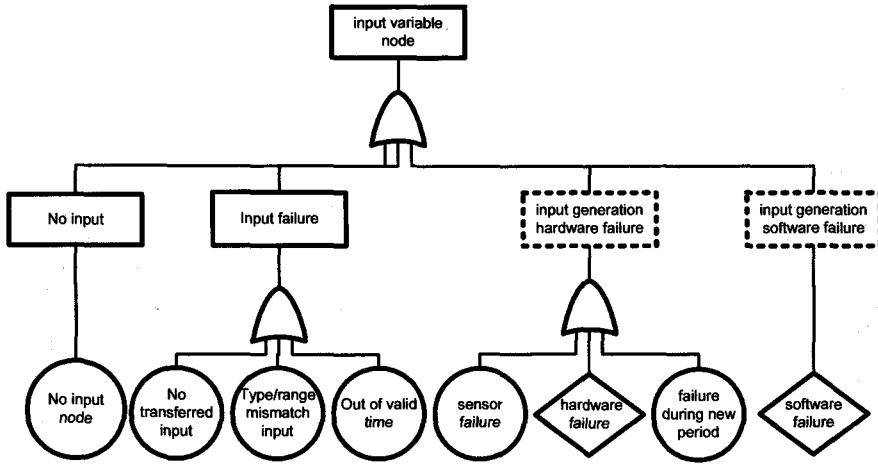 input variable
node
No input
Input failure
input generation
hardware failure
input generation
software failure
No input
node
No
transferred
input
Type/range
mismatch
input
Out of valid
time
sensor
failure
hardware
failure
failure
during new
period
software
failure